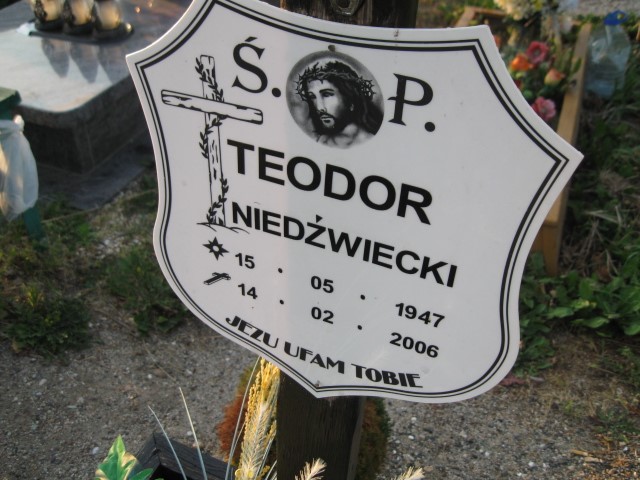 Ś. P.
TEODOR
NIEDŹWIECKI
15 . 05 . 1947
14 . 02 . 2006
JEZU UFAM TOBIE